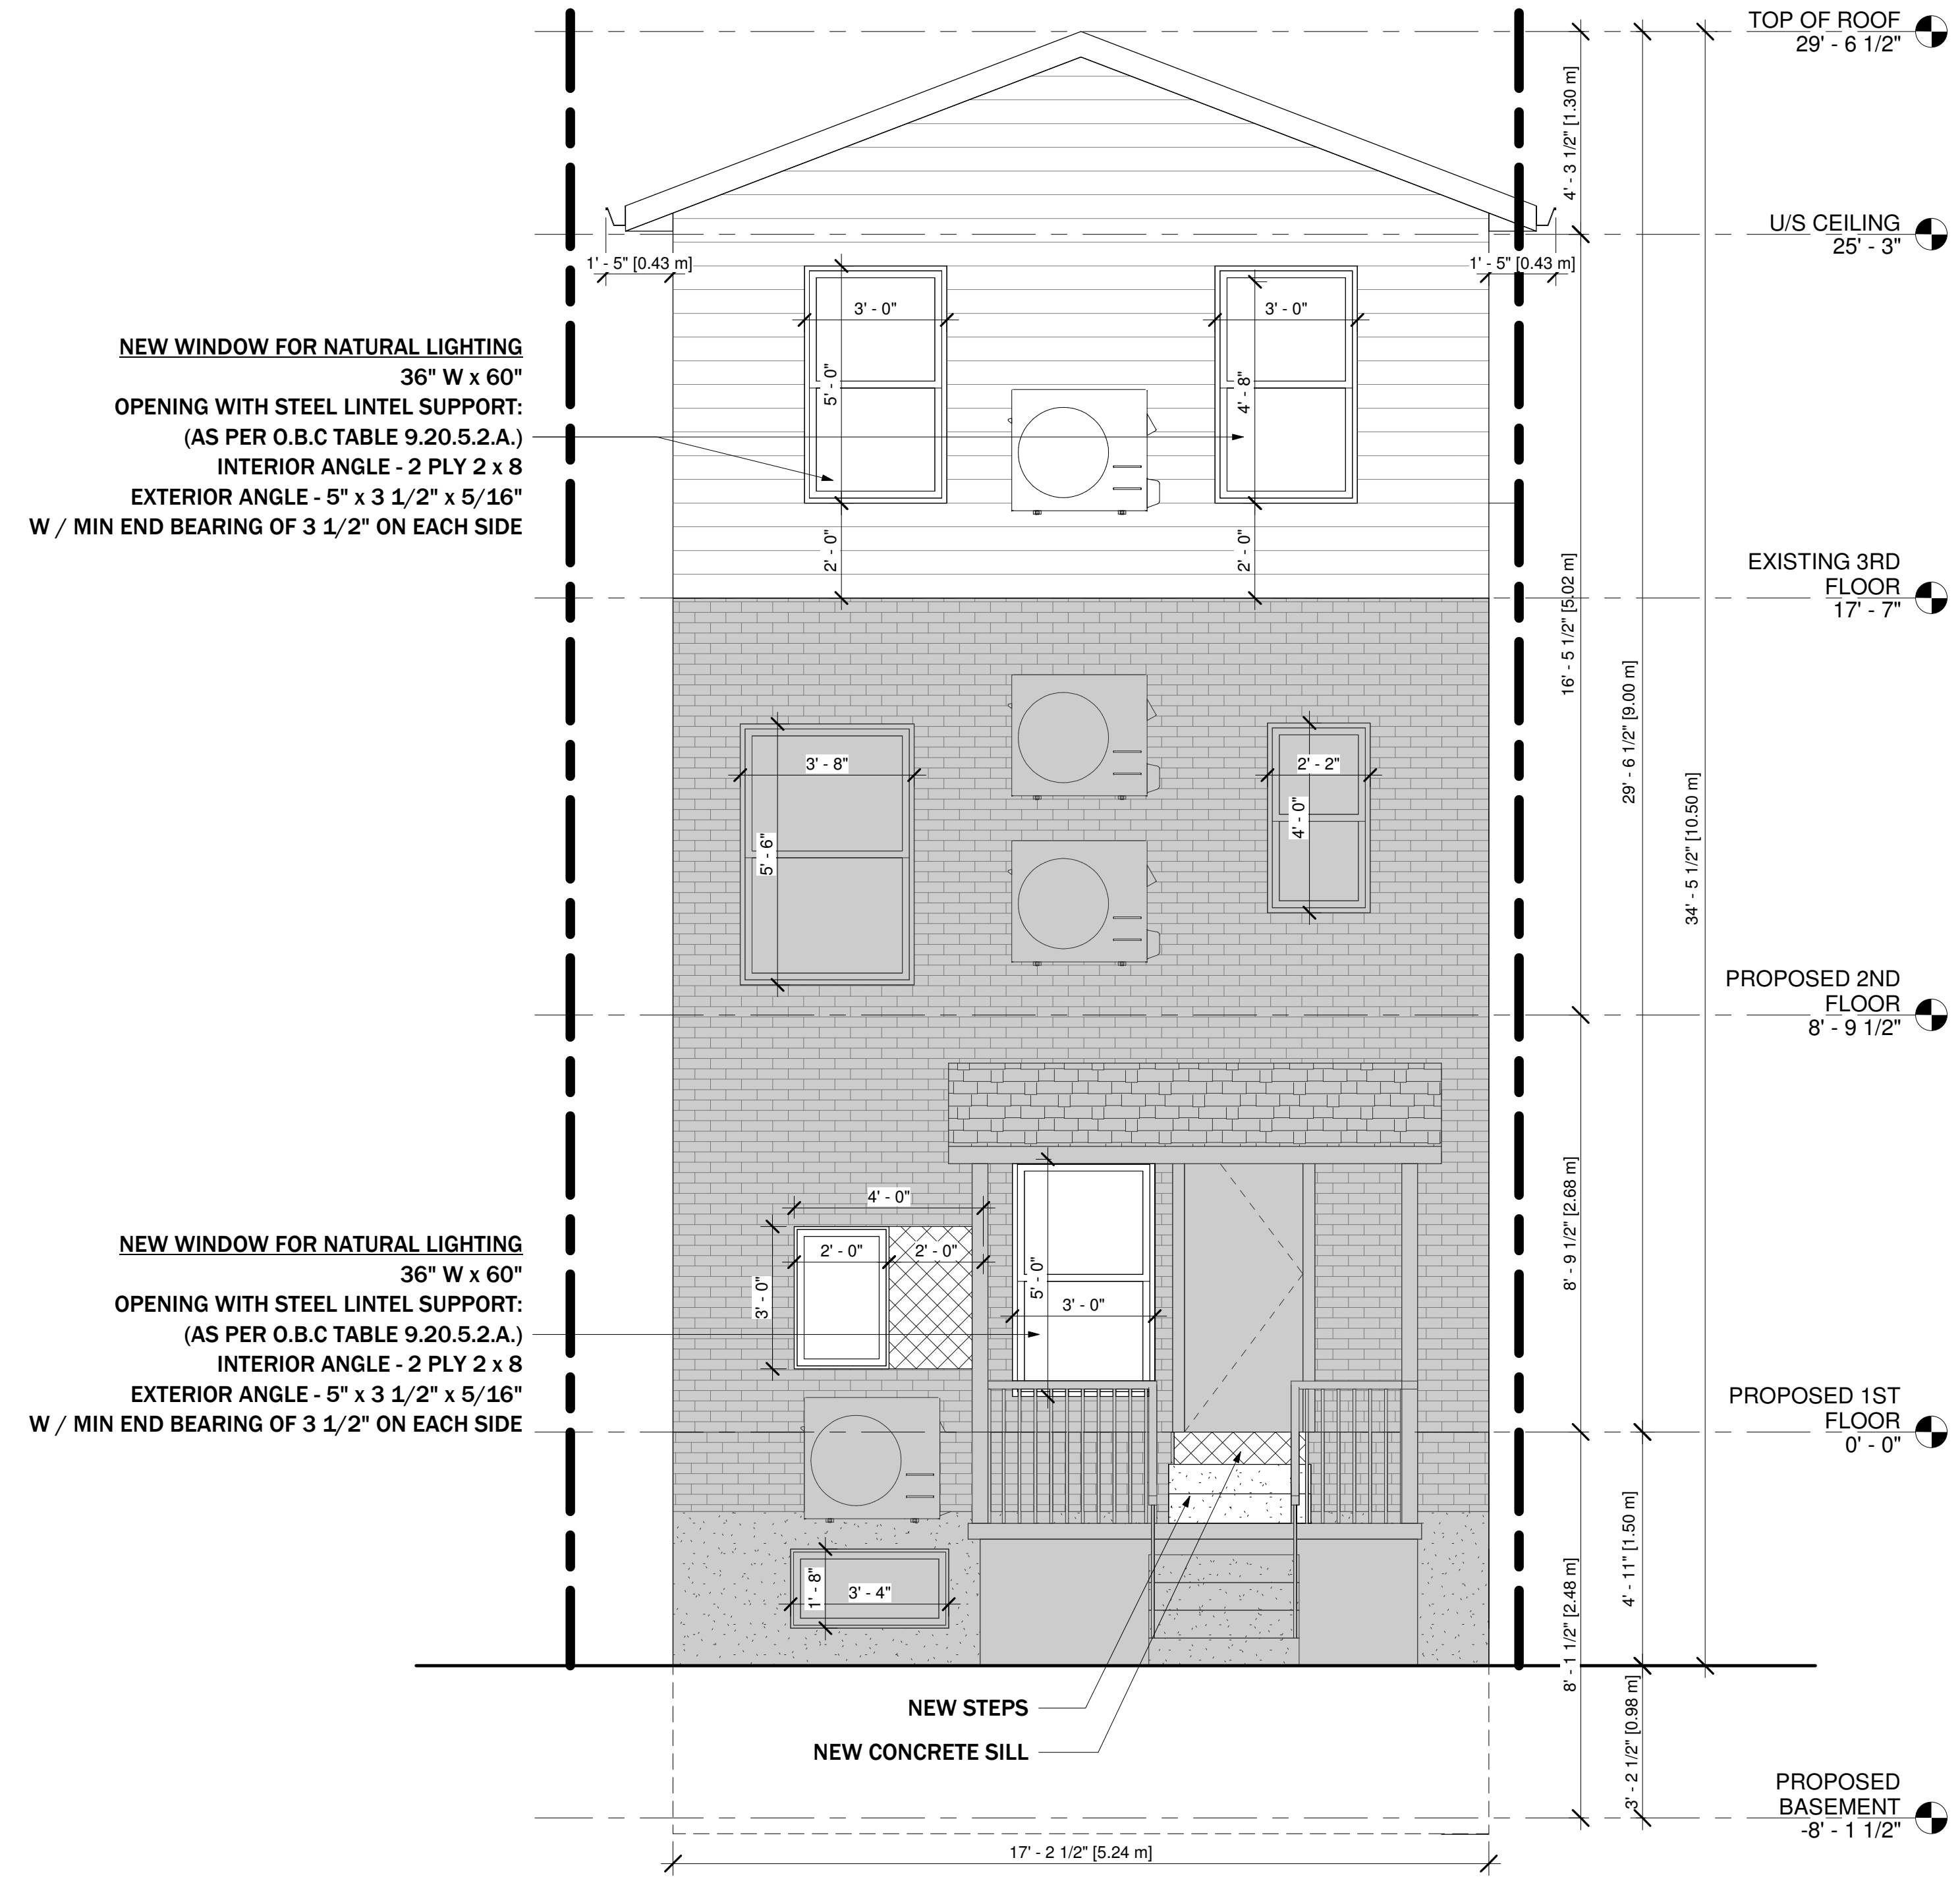 TOP OF ROOF
29' - 6 1/2"
4' - 3 1/2" [1.30 m]
U/S CEILING
25' - 3"
1' - 5" [0.43 m]
1' - 5" [0.43 m]
3' - 0"
3' - 0"
5' - 0"
4' - 8"
NEW WINDOW FOR NATURAL LIGHTING
36" W x 60"
OPENING WITH STEEL LINTEL SUPPORT:
(AS PER O.B.C TABLE 9.20.5.2.A.)
INTERIOR ANGLE - 2 PLY 2 x 8
EXTERIOR ANGLE - 5" x 3 1/2" x 5/16"
W / MIN END BEARING OF 3 1/2" ON EACH SIDE
2' - 0"
2' - 0"
EXISTING 3RD
FLOOR
17' - 7"
16' - 5 1/2" [5.02 m]
29' - 6 1/2" [9.00 m]
34' - 5 1/2" [10.50 m]
3' - 8"
5' - 6"
2' - 2"
4' - 0"
PROPOSED 2ND
FLOOR
8' - 9 1/2"
8' - 9 1/2" [2.68 m]
4' - 0"
2' - 0"
2' - 0"
3' - 0"
5' - 0"
3' - 0"
NEW WINDOW FOR NATURAL LIGHTING
36" W x 60"
OPENING WITH STEEL LINTEL SUPPORT:
(AS PER O.B.C TABLE 9.20.5.2.A.)
INTERIOR ANGLE - 2 PLY 2 x 8
EXTERIOR ANGLE - 5" x 3 1/2" x 5/16"
W / MIN END BEARING OF 3 1/2" ON EACH SIDE
PROPOSED 1ST
FLOOR
0' - 0"
4' - 11" [1.50 m]
8' - 1 1/2" [2.48 m]
1' - 8"
3' - 4"
NEW STEPS
NEW CONCRETE SILL
3' - 2 1/2" [0.98 m]
PROPOSED
BASEMENT
-8' - 1 1/2"
17' - 2 1/2" [5.24 m]